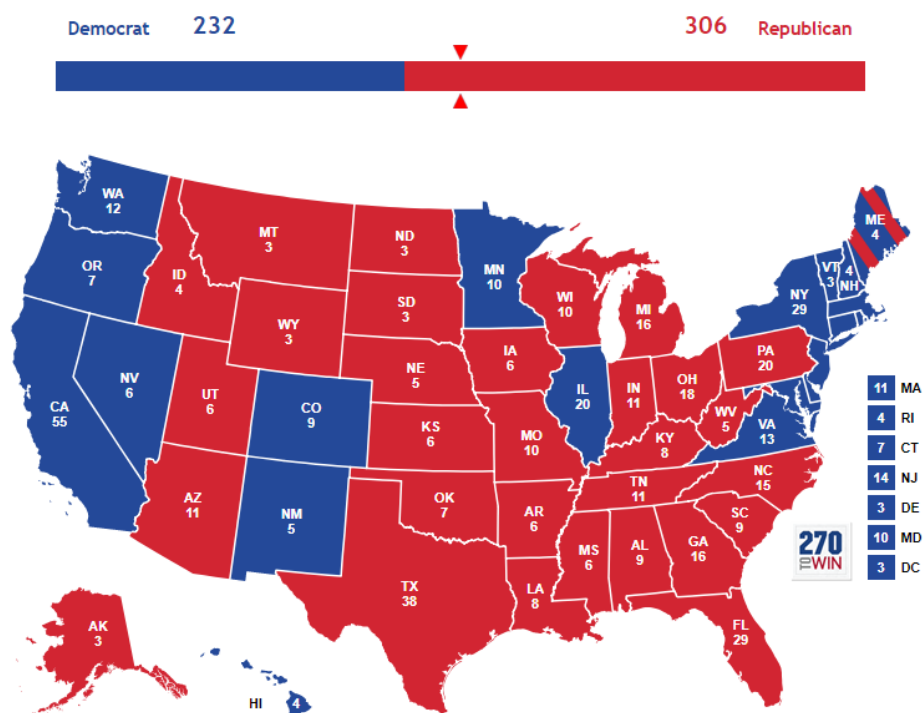 Democrat 232 306 Republican
WA
12
OR
7
CA
55
NV
6
ID
4
MT
3
WY
3
UT
6
AZ
11
CO
9
NM
5
ND
3
SD
3
NE
5
KS
6
OK
7
TX
38
MN
10
IA
6
MO
10
AR
6
LA
8
WI
10
IL
20
MI
16
IN
11
OH
18
KY
8
TN
11
MS
6
AL
9
GA
16
FL
29
SC
9
NC
15
VA
13
WV
5
PA
20
NY
29
VT
3
4
NH
ME
4
11 MA
4 RI
7 CT
14 NJ
3 DE
10 MD
3 DC
270
TO WIN
AK
3
HI 4